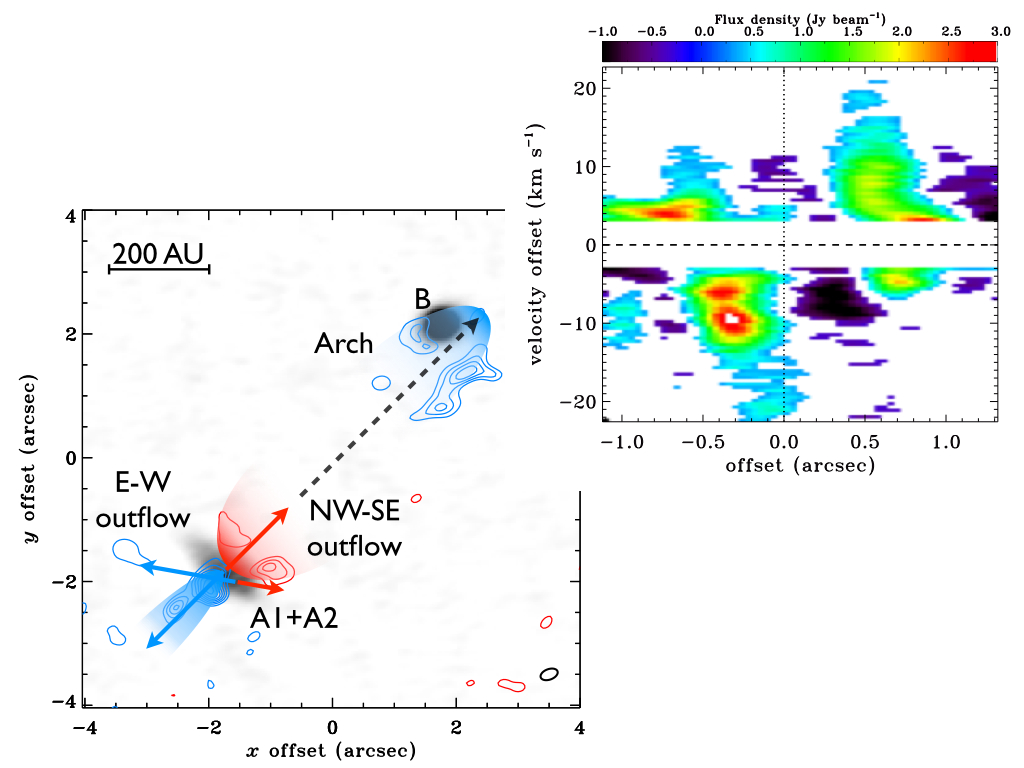 Flux density (Jy beam⁻¹)
−1.0 −0.5 0.0 0.5 1.0 1.5 2.0 2.5 3.0
20
10
0
−10
−20
velocity offset (km s⁻¹)
−1.0 −0.5 0.0 0.5 1.0
offset (arcsec)
4
2
0
−2
−4
y offset (arcsec)
200 AU
B
Arch
E-W
outflow
NW-SE
outflow
A1+A2
−4 −2 0 2 4
x offset (arcsec)